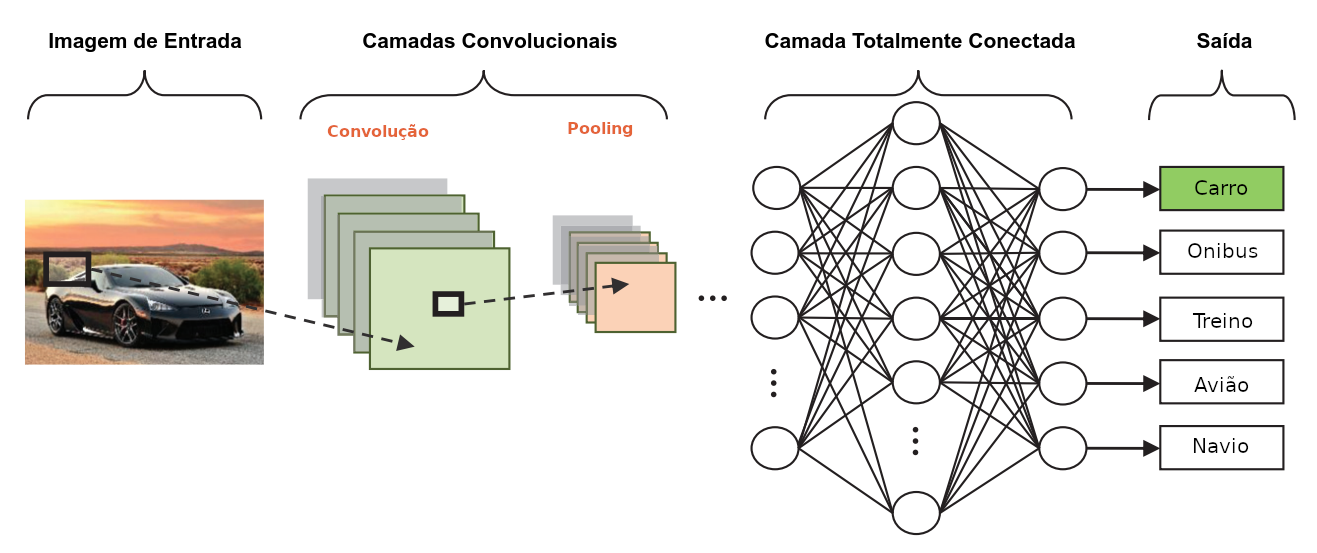 Imagem de Entrada
Camadas Convolucionais
Camada Totalmente Conectada
Saída
Convolução
Pooling
Carro
Onibus
Treino
Avião
Navio